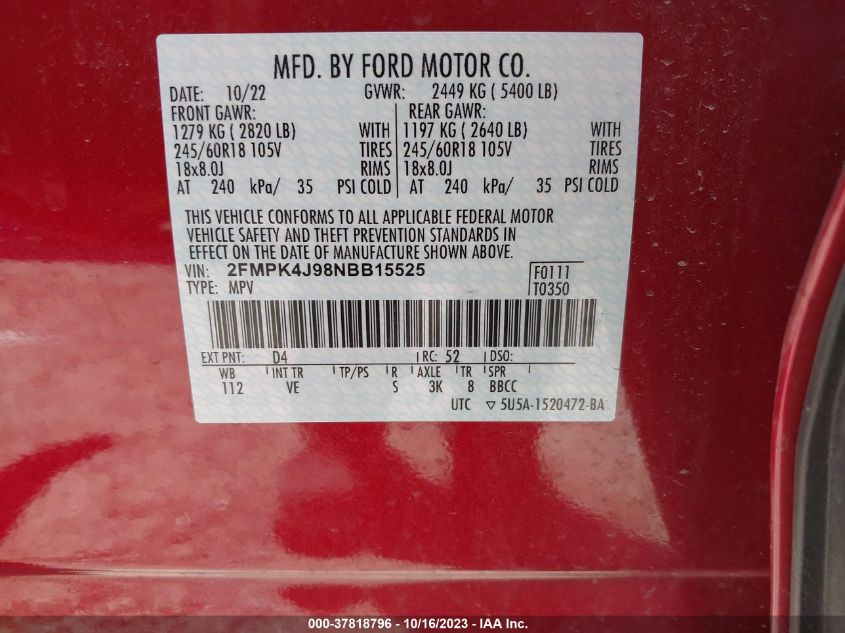 MFD. BY FORD MOTOR CO.
DATE: 10/22 GVWR: 2449 KG ( 5400 LB)
FRONT GAWR: REAR GAWR:
1279 KG ( 2820 LB) WITH 1197 KG ( 2640 LB) WITH
245/60R18 105V TIRES 245/60R18 105V TIRES
18x8.0J RIMS 18x8.0J RIMS
AT 240 kPa/ 35 PSI COLD AT 240 kPa/ 35 PSI COLD
THIS VEHICLE CONFORMS TO ALL APPLICABLE FEDERAL MOTOR
VEHICLE SAFETY AND THEFT PREVENTION STANDARDS IN
EFFECT ON THE DATE OF MANUFACTURE SHOWN ABOVE.
VIN: 2FMPK4J98NBB15525 F0111
TYPE: MPV T0350
EXT PNT: D4 RC: 52 DSO:
WB INT TR TP/PS R AXLE TR SPR
112 VE S 3K 8 BBCC
UTC ▽ 5U5A-1520472-BA
000-37818796 - 10/16/2023 - IAA Inc.